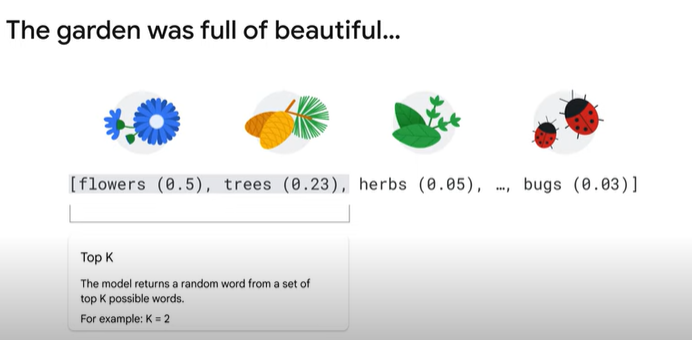 The garden was full of beautiful...
[flowers (0.5), trees (0.23), herbs (0.05), …, bugs (0.03)]
Top K
The model returns a random word from a set of
top K possible words.
For example: K = 2